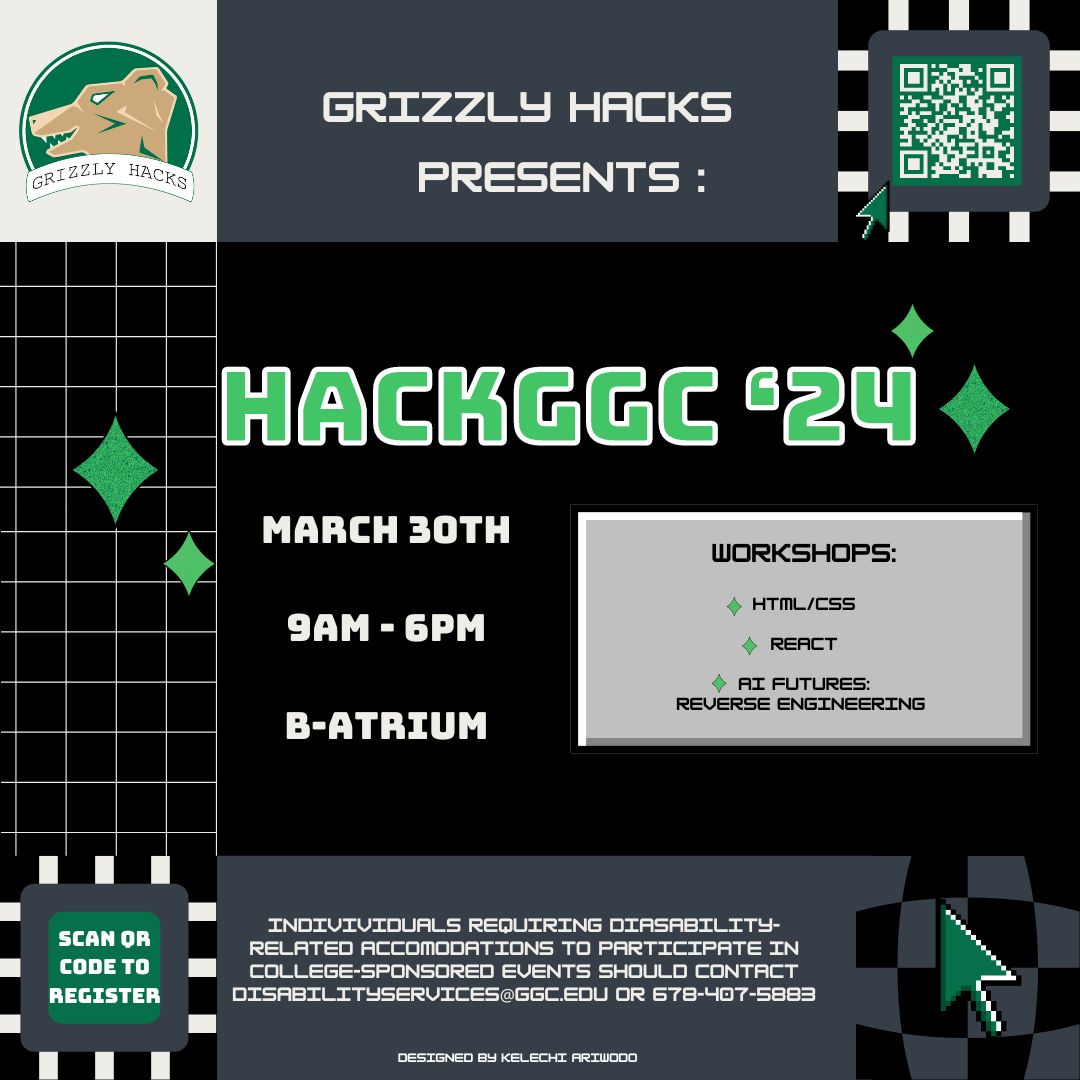 GRIZZLY HACKS
GRIZZLY HACKS
PRESENTS :
HACKGGC ‘24
MARCH 30TH
9AM - 6PM
B-ATRIUM
WORKSHOPS:
HTML/CSS
REACT
AI FUTURES:
REVERSE ENGINEERING
SCAN QR
CODE TO
REGISTER
INDIVIVIDUALS REQUIRING DIASABILITY-
RELATED ACCOMODATIONS TO PARTICIPATE IN
COLLEGE-SPONSORED EVENTS SHOULD CONTACT
DISABILITYSERVICES@GGC.EDU OR 678-407-5883
DESIGNED BY KELECHI ARIWODO